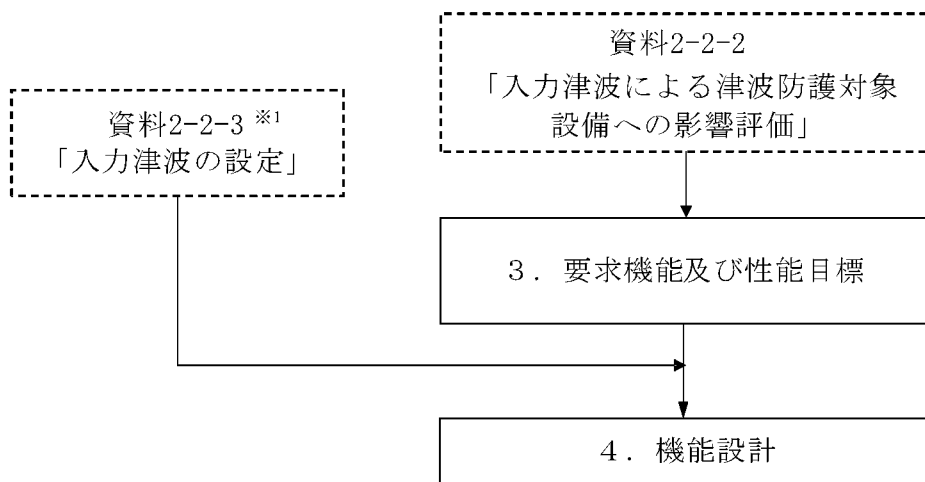 資料2-2-2
「入力津波による津波防護対象
設備への影響評価」
資料2-2-3 ※1
「入力津波の設定」
３．要求機能及び性能目標
４．機能設計